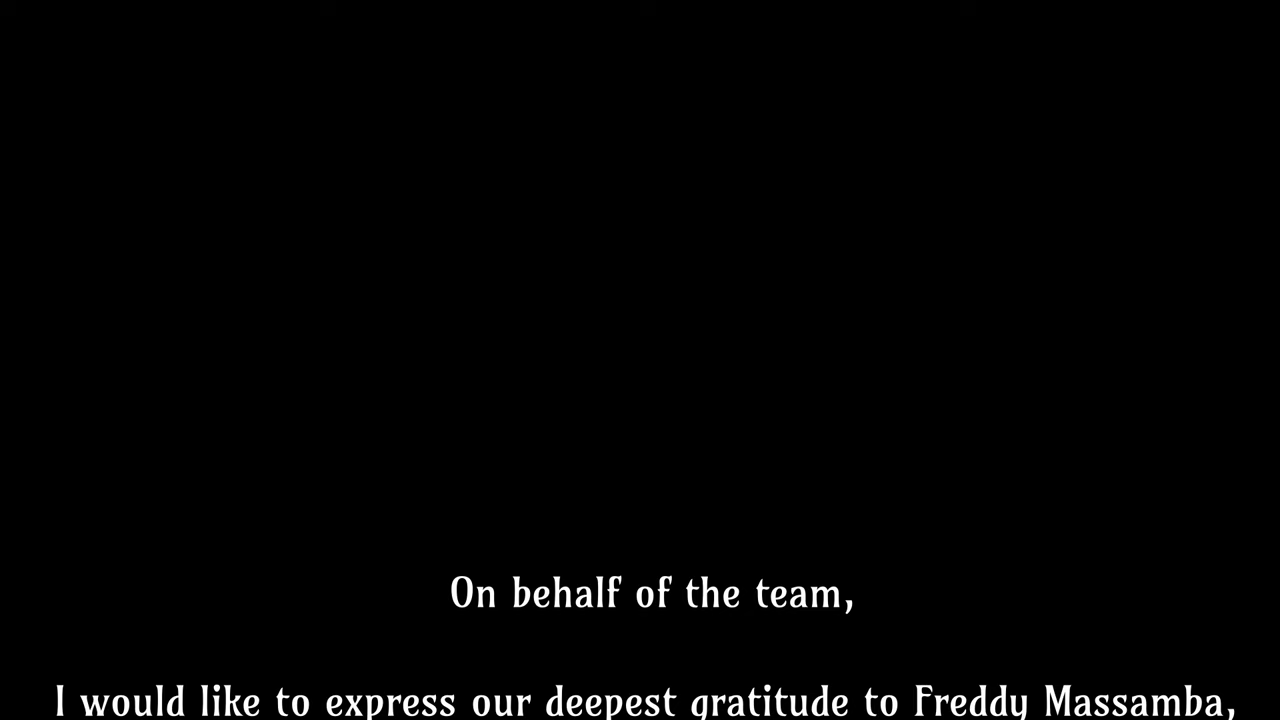 On behalf of the team,
I would like to express our deepest gratitude to Freddy Massamba,